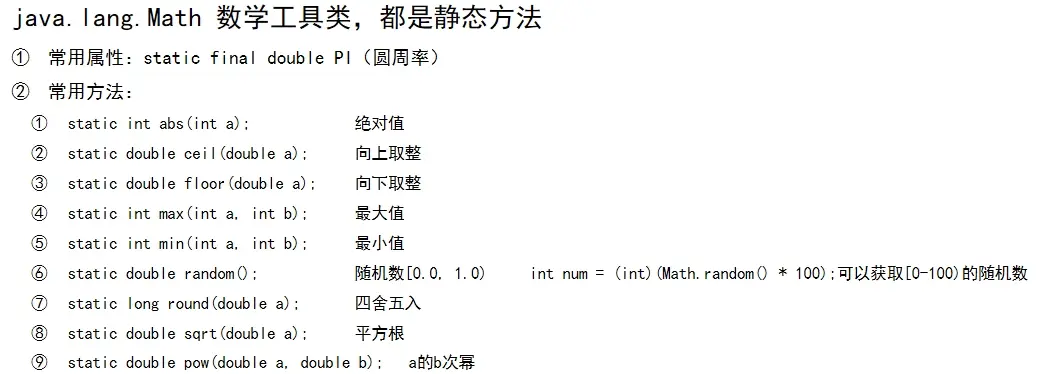 java.lang.Math 数学工具类，都是静态方法
① 常用属性：static final double PI（圆周率）
② 常用方法：
① static int abs(int a); 绝对值
② static double ceil(double a); 向上取整
③ static double floor(double a); 向下取整
④ static int max(int a, int b); 最大值
⑤ static int min(int a, int b); 最小值
⑥ static double random(); 随机数[0.0, 1.0) int num = (int)(Math.random() * 100);可以获取[0-100)的随机数
⑦ static long round(double a); 四舍五入
⑧ static double sqrt(double a); 平方根
⑨ static double pow(double a, double b); a的b次幂